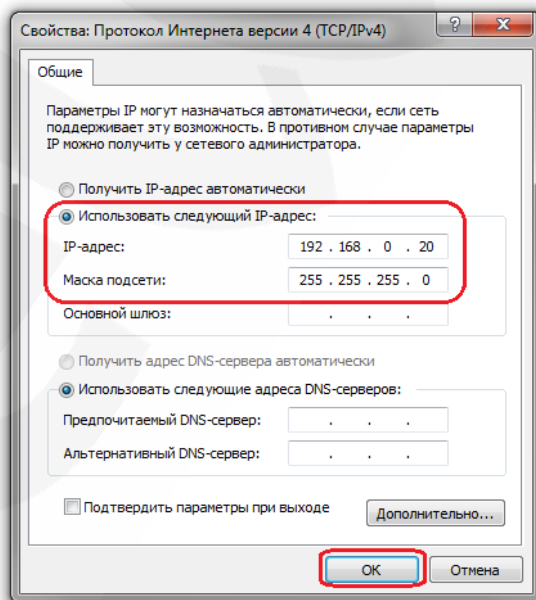 Свойства: Протокол Интернета версии 4 (TCP/IPv4)
?
Общие
Параметры IP могут назначаться автоматически, если сеть
поддерживает эту возможность. В противном случае параметры
IP можно получить у сетевого администратора.
Получить IP-адрес автоматически
Использовать следующий IP-адрес:
IP-адрес: 192 . 168 . 0 . 20
Маска подсети: 255 . 255 . 255 . 0
Основной шлюз: . . .
Получить адрес DNS-сервера автоматически
Использовать следующие адреса DNS-серверов:
Предпочитаемый DNS-сервер: . . .
Альтернативный DNS-сервер: . . .
Подтвердить параметры при выходе
Дополнительно...
ОК Отмена